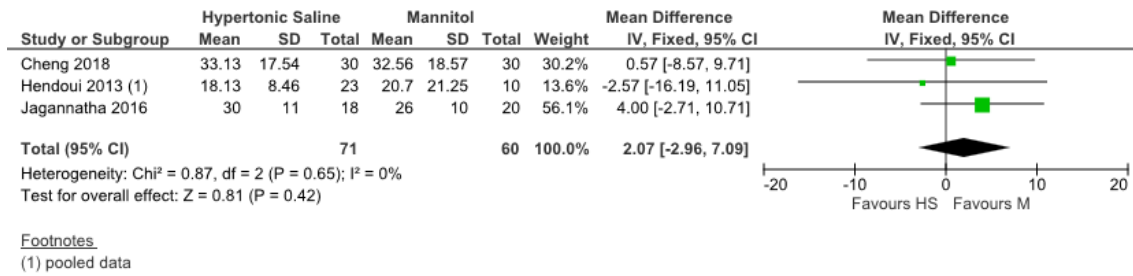 Hypertonic Saline Mannitol Mean Difference Mean Difference
Study or Subgroup Mean SD Total Mean SD Total Weight IV, Fixed, 95% CI IV, Fixed, 95% CI
Cheng 2018 33.13 17.54 30 32.56 18.57 30 30.2% 0.57 [-8.57, 9.71]
Hendoui 2013 (1) 18.13 8.46 23 20.7 21.25 10 13.6% -2.57 [-16.19, 11.05]
Jagannatha 2016 30 11 18 26 10 20 56.1% 4.00 [-2.71, 10.71]
Total (95% CI) 71 60 100.0% 2.07 [-2.96, 7.09]
Heterogeneity: Chi² = 0.87, df = 2 (P = 0.65); I² = 0%
Test for overall effect: Z = 0.81 (P = 0.42)
-20 -10 0 10 20
Favours HS Favours M
Footnotes
(1) pooled data